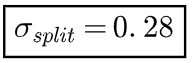 σ_split = 0. 28